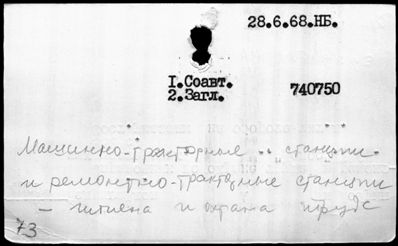 28.6.68.НБ.
1.Соавт.
2.Загл.
740750
Машинно-тракторные станции
и ремонтно-тракторные станции
— гигиена и охрана труда
73